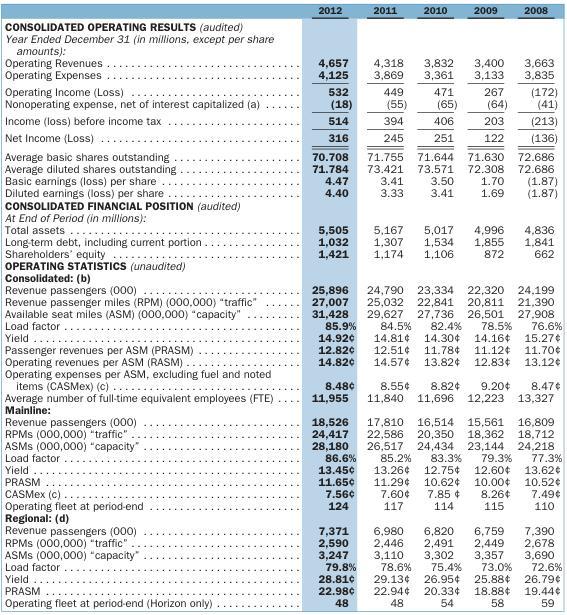 2012 2011 2010 2009 2008
CONSOLIDATED OPERATING RESULTS (audited)
Year Ended December 31 (in millions, except per share
amounts):
Operating Revenues 4,657 4,318 3,832 3,400 3,663
Operating Expenses 4,125 3,869 3,361 3,133 3,835
Operating Income (Loss) 532 449 471 267 (172)
Nonoperating expense, net of interest capitalized (a) (18) (55) (65) (64) (41)
Income (loss) before income tax 514 394 406 203 (213)
Net Income (Loss) 316 245 251 122 (136)
Average basic shares outstanding 70.708 71.755 71.644 71.630 72.686
Average diluted shares outstanding 71.784 73.421 73.571 72.308 72.686
Basic earnings (loss) per share 4.47 3.41 3.50 1.70 (1.87)
Diluted earnings (loss) per share 4.40 3.33 3.41 1.69 (1.87)
CONSOLIDATED FINANCIAL POSITION (audited)
At End of Period (in millions):
Total assets 5,505 5,167 5,017 4,996 4,836
Long-term debt, including current portion 1,032 1,307 1,534 1,855 1,841
Shareholders' equity 1,421 1,174 1,106 872 662
OPERATING STATISTICS (unaudited)
Consolidated: (b)
Revenue passengers (000) 25,896 24,790 23,334 22,320 24,199
Revenue passenger miles (RPM) (000,000) "traffic" 27,007 25,032 22,841 20,811 21,390
Available seat miles (ASM) (000,000) "capacity" 31,428 29,627 27,736 26,501 27,908
Load factor 85.9% 84.5% 82.4% 78.5% 76.6%
Yield 14.92¢ 14.81¢ 14.30¢ 14.16¢ 15.27¢
Passenger revenues per ASM (PRASM) 12.82¢ 12.51¢ 11.78¢ 11.12¢ 11.70¢
Operating revenues per ASM (RASM) 14.82¢ 14.57¢ 13.82¢ 12.83¢ 13.12¢
Operating expenses per ASM, excluding fuel and noted
items (CASMex) (c) 8.48¢ 8.55¢ 8.82¢ 9.20¢ 8.47¢
Average number of full-time equivalent employees (FTE) 11,955 11,840 11,696 12,223 13,327
Mainline:
Revenue passengers (000) 18,526 17,810 16,514 15,561 16,809
RPMs (000,000) "traffic" 24,417 22,586 20,350 18,362 18,712
ASMs (000,000) "capacity" 28,180 26,517 24,434 23,144 24,218
Load factor 86.6% 85.2% 83.3% 79.3% 77.3%
Yield 13.45¢ 13.26¢ 12.75¢ 12.60¢ 13.62¢
PRASM 11.65¢ 11.29¢ 10.62¢ 10.00¢ 10.52¢
CASMex (c) 7.56¢ 7.60¢ 7.85 ¢ 8.26¢ 7.49¢
Operating fleet at period-end 124 117 114 115 110
Regional: (d)
Revenue passengers (000) 7,371 6,980 6,820 6,759 7,390
RPMs (000,000) "traffic" 2,590 2,446 2,491 2,449 2,678
ASMs (000,000) "capacity" 3,247 3,110 3,302 3,357 3,690
Load factor 79.8% 78.6% 75.4% 73.0% 72.6%
Yield 28.81¢ 29.13¢ 26.95¢ 25.88¢ 26.79¢
PRASM 22.98¢ 22.94¢ 20.33¢ 18.88¢ 19.44¢
Operating fleet at period-end (Horizon only) 48 48 54 58 59